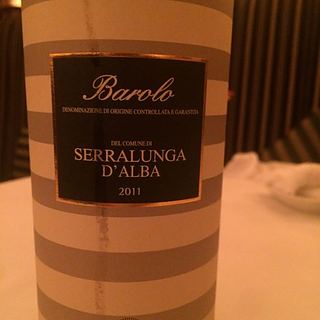 Barolo
DENOMINAZIONE DI ORIGINE CONTROLLATA E GARANTITA
DEL COMUNE DI
SERRALUNGA
D'ALBA
2011